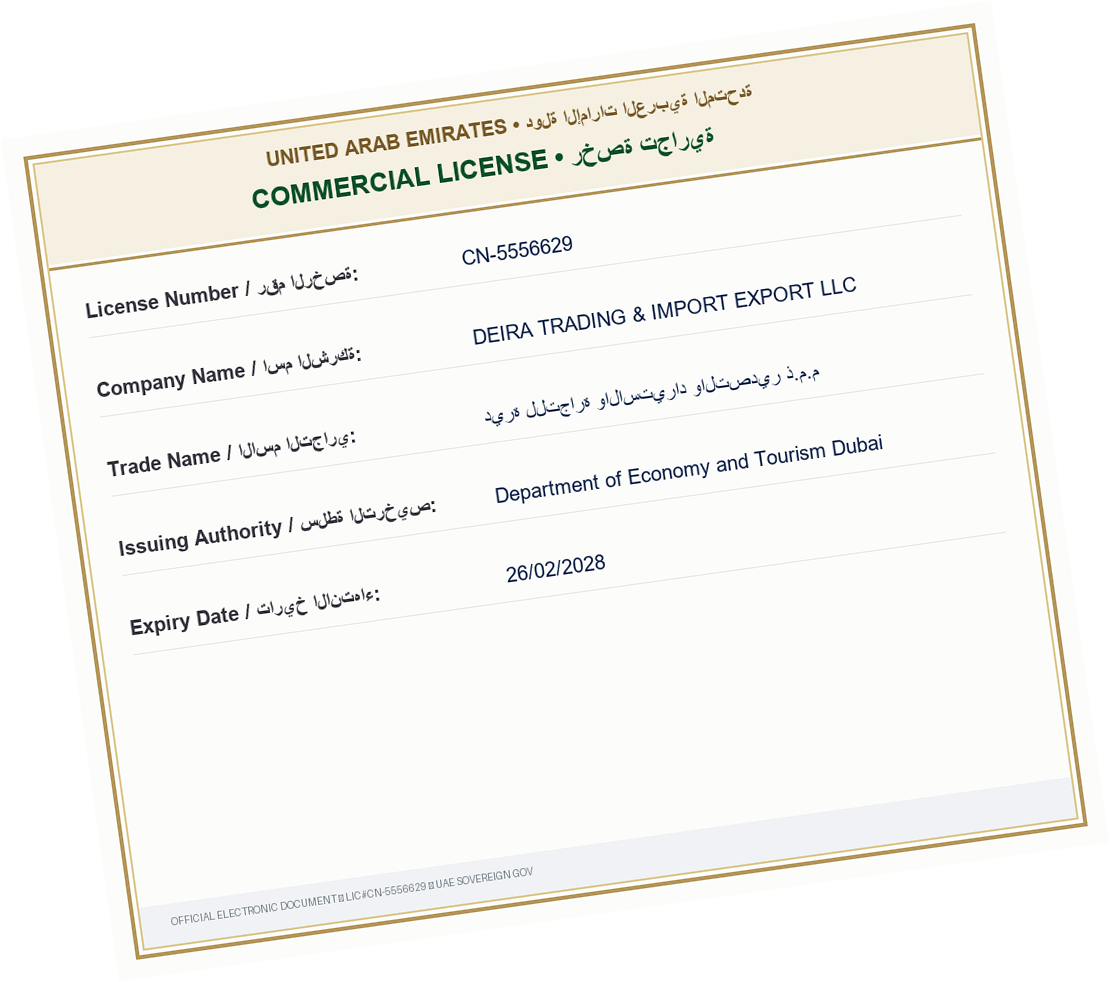 UNITED ARAB EMIRATES • دولة الإمارات العربية المتحدة
COMMERCIAL LICENSE • رخصة تجارية
License Number / رقم الرخصة: CN-5556629
Company Name / اسم الشركة: DEIRA TRADING & IMPORT EXPORT LLC
Trade Name / الاسم التجاري: ديرة للتجارة والاستيراد والتصدير ذ.م.م
Issuing Authority / سلطة الترخيص: Department of Economy and Tourism Dubai
Expiry Date / تاريخ الانتهاء: 26/02/2028
OFFICIAL ELECTRONIC DOCUMENT LIC#CN-5556629 UAE SOVEREIGN GOV